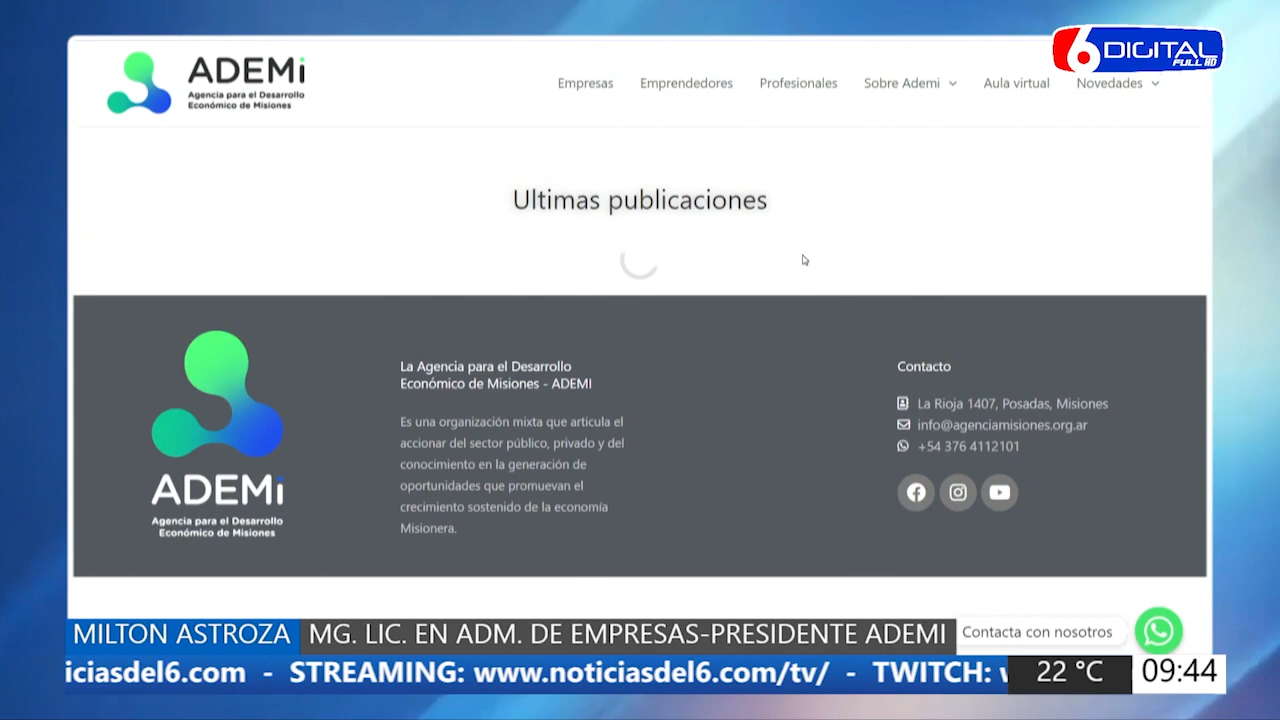 6 DIGITAL
FULL HD
ADEMi
Agencia para el Desarrollo
Económico de Misiones
Empresas
Emprendedores
Profesionales
Sobre Ademi
Aula virtual
Novedades
Ultimas publicaciones
ADEMi
Agencia para el Desarrollo
Económico de Misiones
La Agencia para el Desarrollo
Económico de Misiones - ADEMI
Es una organización mixta que articula el
accionar del sector público, privado y del
conocimiento en la generación de
oportunidades que promuevan el
crecimiento sostenido de la economía
Misionera.
Contacto
La Rioja 1407, Posadas, Misiones
info@agenciamisiones.org.ar
+54 376 4112101
MILTON ASTROZA MG. LIC. EN ADM. DE EMPRESAS-PRESIDENTE ADEMI
Contacta con nosotros
iciasdel6.com - STREAMING: www.noticiasdel6.com/tv/ - TWITCH: w
22 °C
09:44